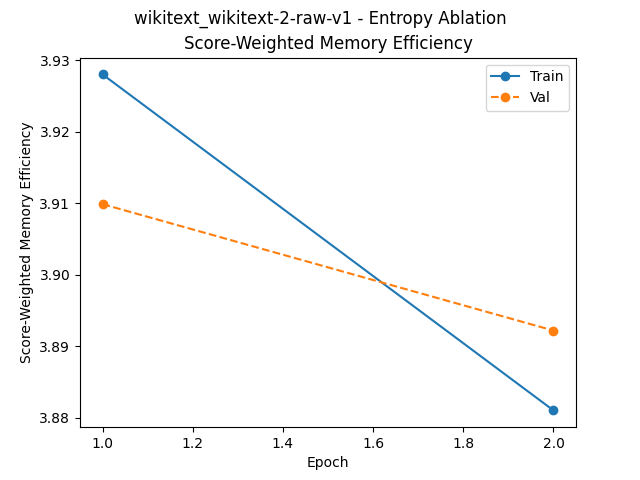 wikitext_wikitext-2-raw-v1 - Entropy Ablation
Score-Weighted Memory Efficiency
Train
Val
Score-Weighted Memory Efficiency
3.93
3.92
3.91
3.90
3.89
3.88
1.0 1.2 1.4 1.6 1.8 2.0
Epoch